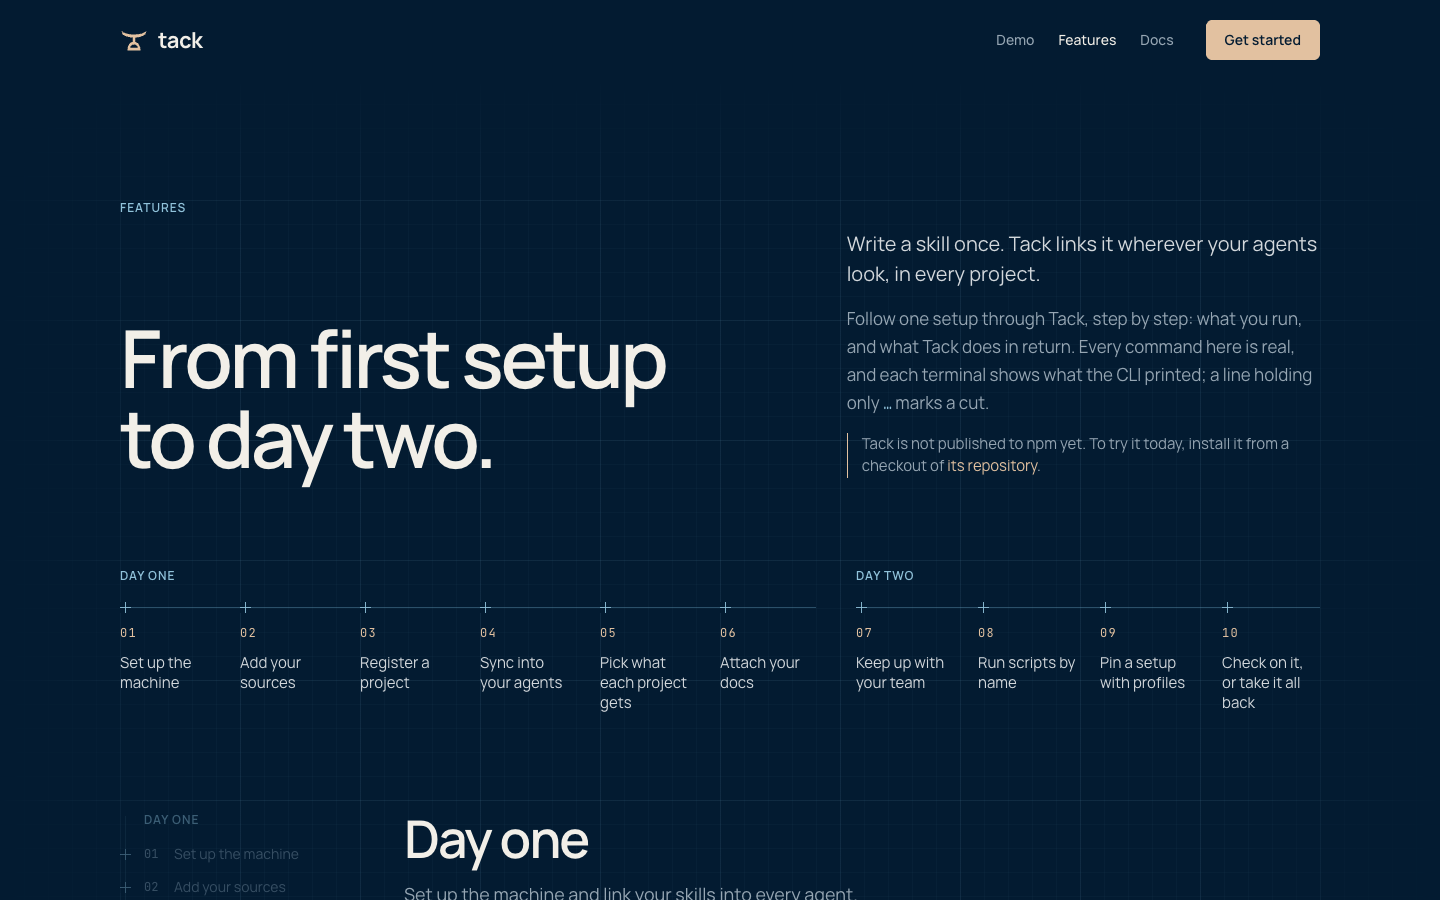 tack
Demo
Features
Docs
Get started
FEATURES
From first setup
to day two.
Write a skill once. Tack links it wherever your agents
look, in every project.
Follow one setup through Tack, step by step: what you run,
and what Tack does in return. Every command here is real,
and each terminal shows what the CLI printed; a line holding
only … marks a cut.
Tack is not published to npm yet. To try it today, install it from a
checkout of its repository.
DAY ONE
01
Set up the
machine
02
Add your
sources
03
Register a
project
04
Sync into
your agents
05
Pick what
each project
gets
06
Attach your
docs
DAY TWO
07
Keep up with
your team
08
Run scripts by
name
09
Pin a setup
with profiles
10
Check on it,
or take it all
back
DAY ONE
01 Set up the machine
02 Add your sources
Day one
Set up the machine and link your skills into every agent.